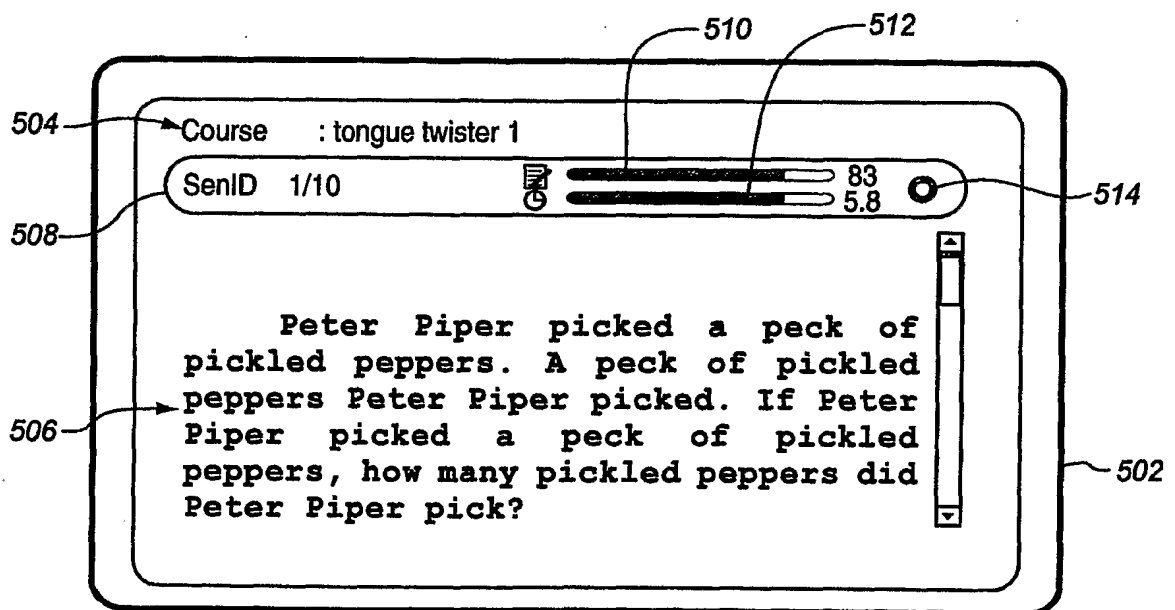 510
512
504
Course : tongue twister 1
SenID 1/10
83
5.8
514
508
Peter Piper picked a peck of
pickled peppers. A peck of pickled
peppers Peter Piper picked. If Peter
506
Piper picked a peck of pickled
peppers, how many pickled peppers did
502
Peter Piper pick?